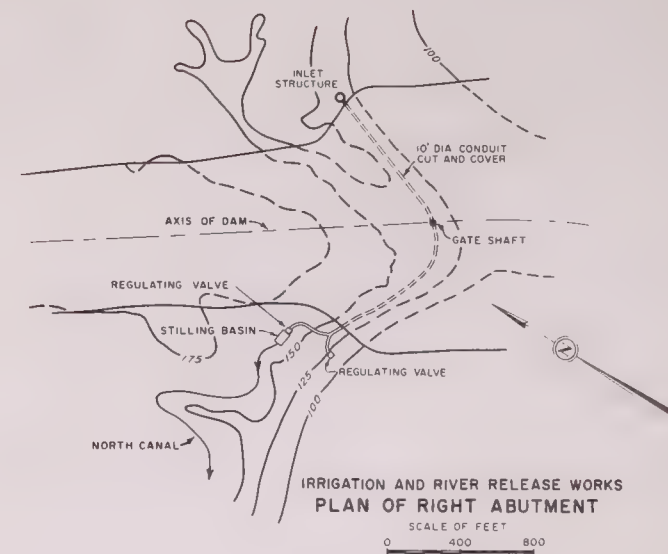 100
INLET
STRUCTURE
10' DIA CONDUIT
CUT AND COVER
AXIS OF DAM
GATE SHAFT
REGULATING VALVE
STILLING BASIN
175
150
125
100
REGULATING VALVE
N
NORTH CANAL
IRRIGATION AND RIVER RELEASE WORKS
PLAN OF RIGHT ABUTMENT
SCALE OF FEET
0 400 800